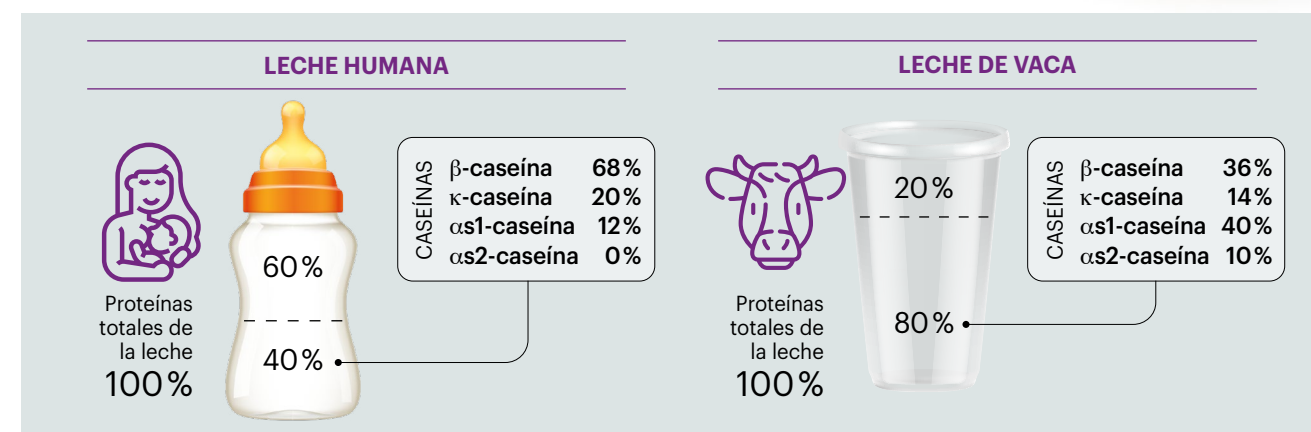 LECHE HUMANA
Proteínas
totales de
la leche
100%
60%
40%
CASEÍNAS
β-caseína 68%
κ-caseína 20%
αs1-caseína 12%
αs2-caseína 0%
LECHE DE VACA
Proteínas
totales de
la leche
100%
20%
80%
CASEÍNAS
β-caseína 36%
κ-caseína 14%
αs1-caseína 40%
αs2-caseína 10%